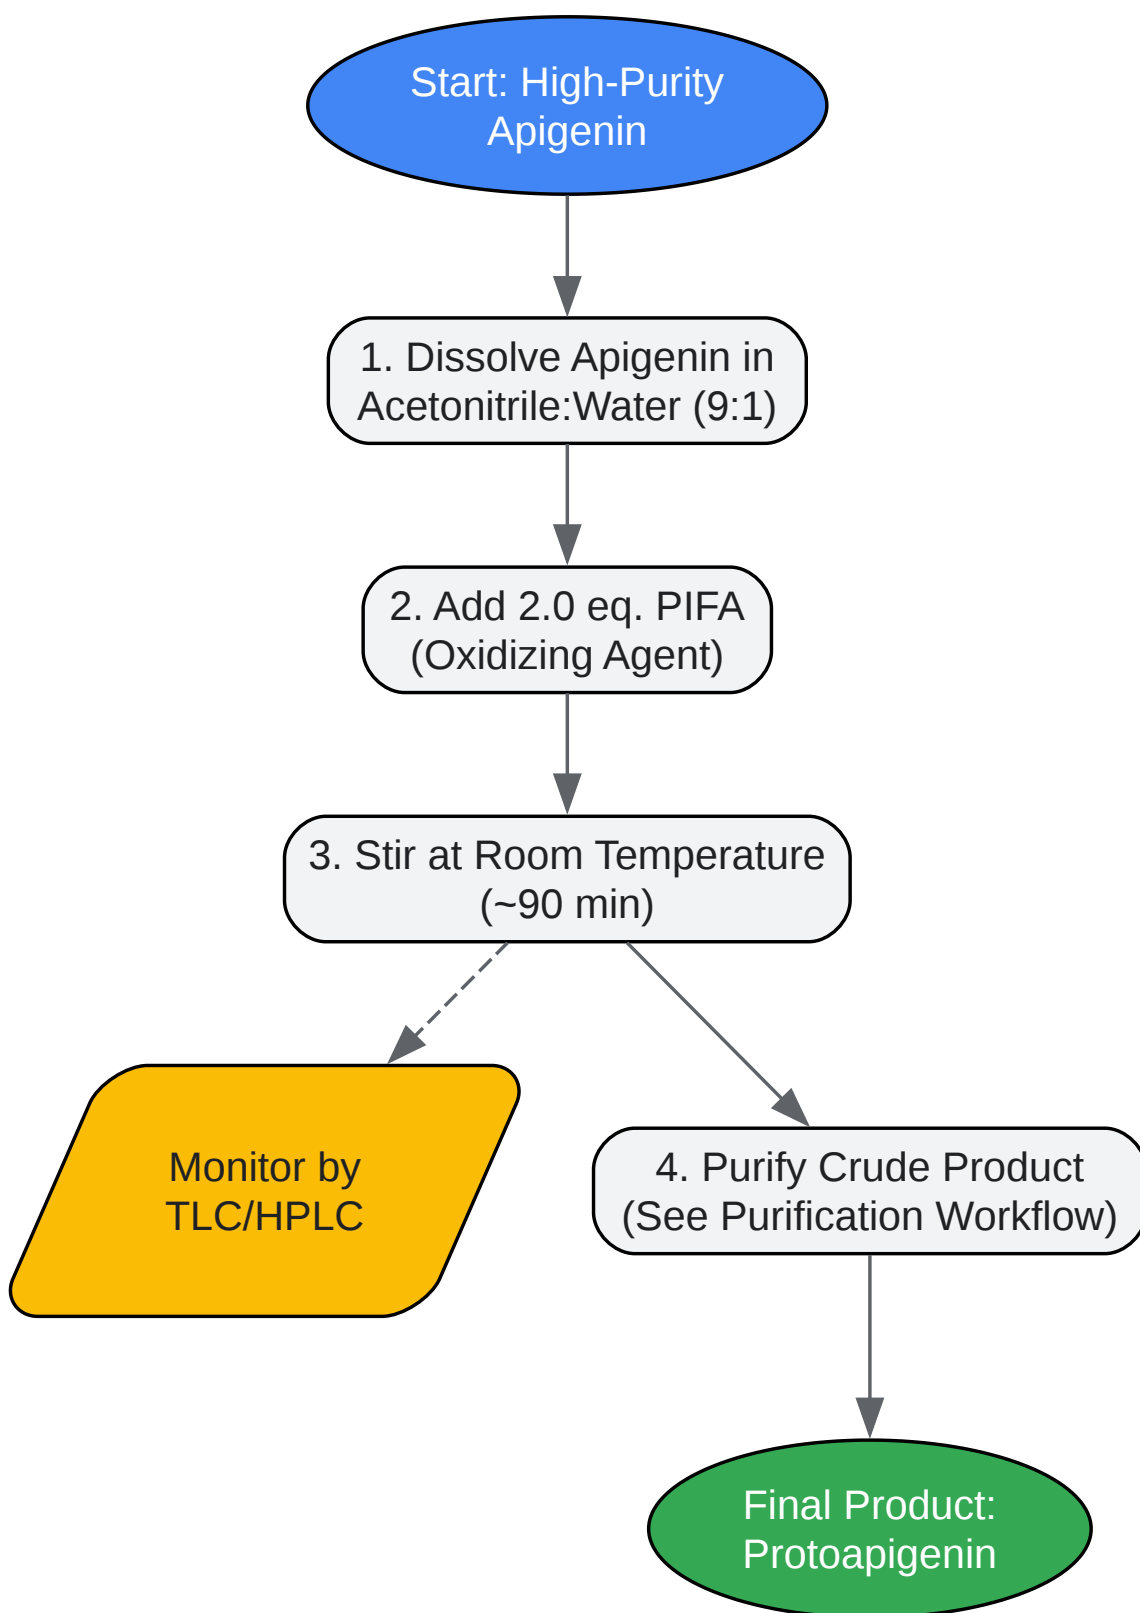 Start: High-Purity
Apigenin
1. Dissolve Apigenin in
Acetonitrile:Water (9:1)
2. Add 2.0 eq. PIFA
(Oxidizing Agent)
3. Stir at Room Temperature
(~90 min)
Monitor by
TLC/HPLC
4. Purify Crude Product
(See Purification Workflow)
Final Product:
Protoapigenin